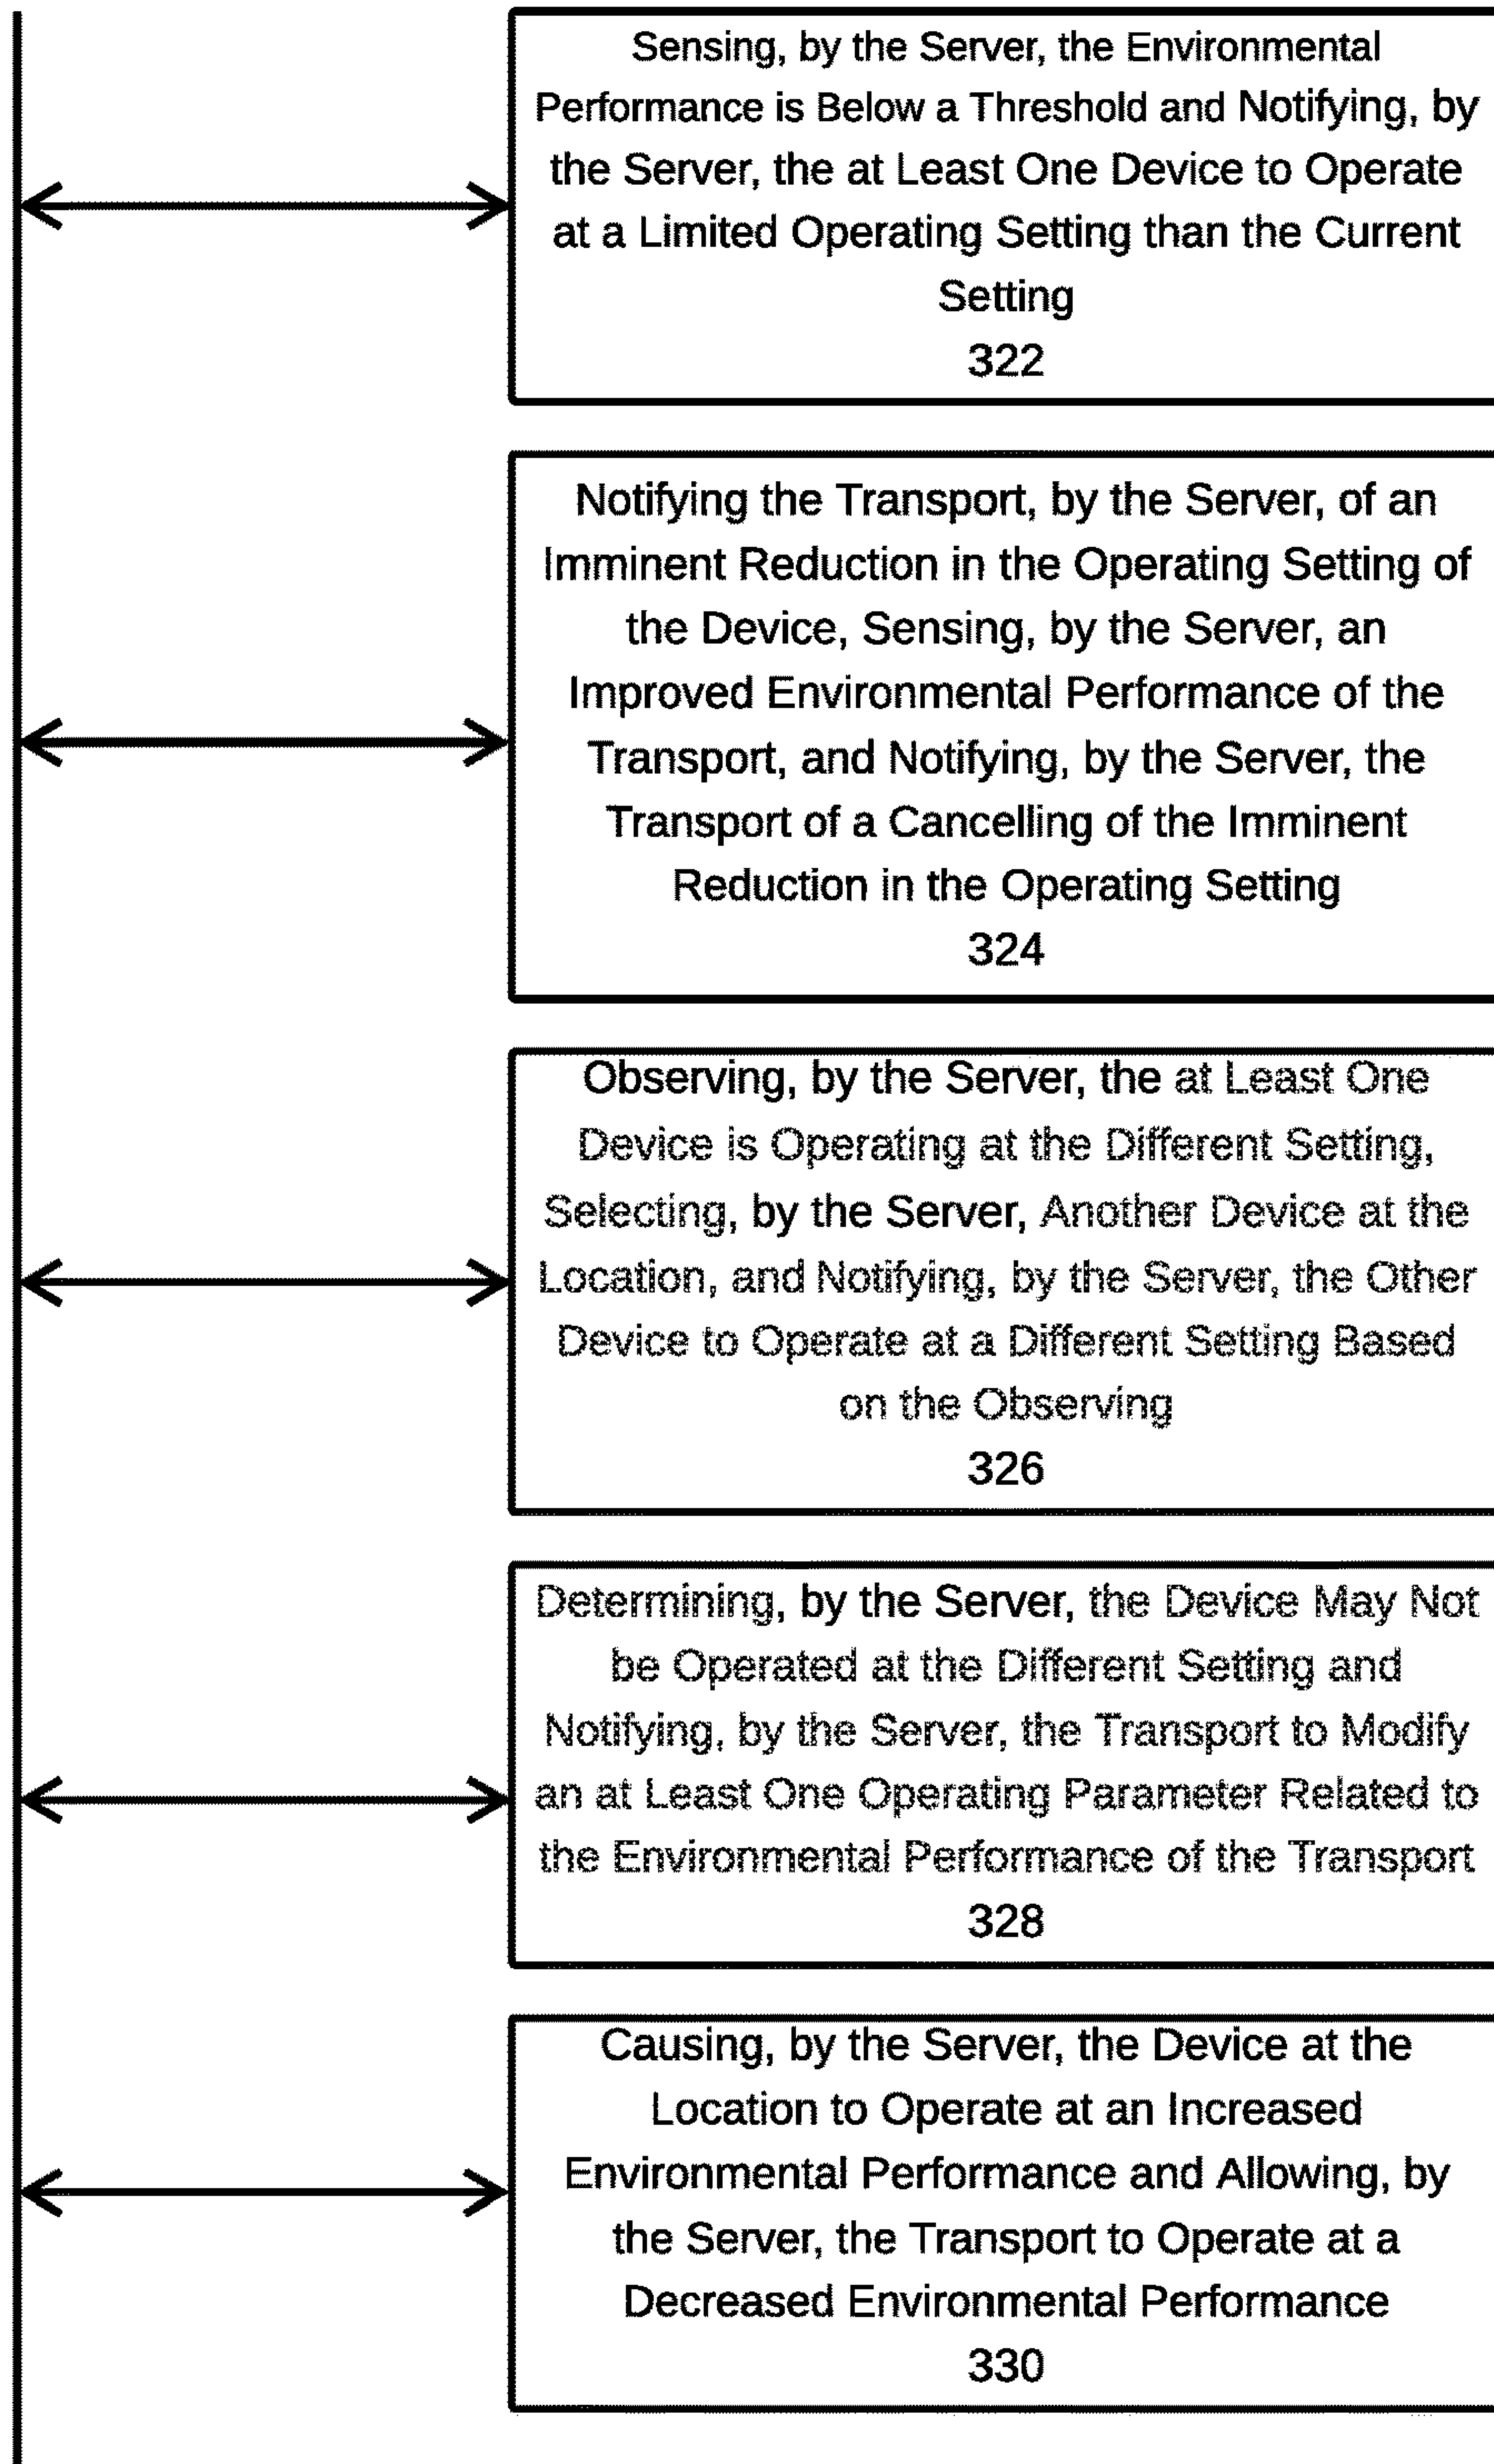 Sensing, by the Server, the Environmental
Performance is Below a Threshold and Notifying, by
the Server, the at Least One Device to Operate
at a Limited Operating Setting than the Current
Setting
322
Notifying the Transport, by the Server, of an
Imminent Reduction in the Operating Setting of
the Device, Sensing, by the Server, an
Improved Environmental Performance of the
Transport, and Notifying, by the Server, the
Transport of a Cancelling of the Imminent
Reduction in the Operating Setting
324
Observing, by the Server, the at Least One
Device is Operating at the Different Setting,
Selecting, by the Server, Another Device at the
Location, and Notifying, by the Server, the Other
Device to Operate at a Different Setting Based
on the Observing
326
Determining, by the Server, the Device May Not
be Operated at the Different Setting and
Notifying, by the Server, the Transport to Modify
an at Least One Operating Parameter Related to
the Environmental Performance of the Transport
328
Causing, by the Server, the Device at the
Location to Operate at an Increased
Environmental Performance and Allowing, by
the Server, the Transport to Operate at a
Decreased Environmental Performance
330